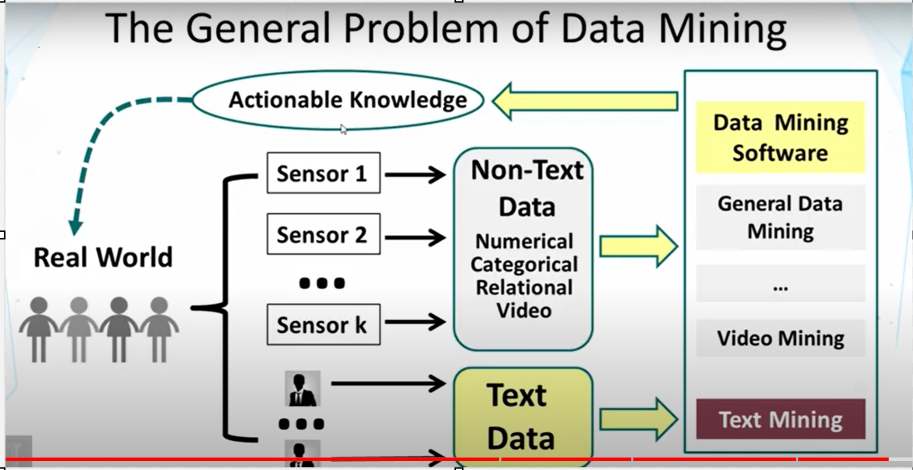 The General Problem of Data Mining
Actionable Knowledge
Data Mining
Software
General Data
Mining
...
Video Mining
Text Mining
Sensor 1
Sensor 2
...
Sensor k
...
Non-Text
Data
Numerical
Categorical
Relational
Video
Text
Data
Real World